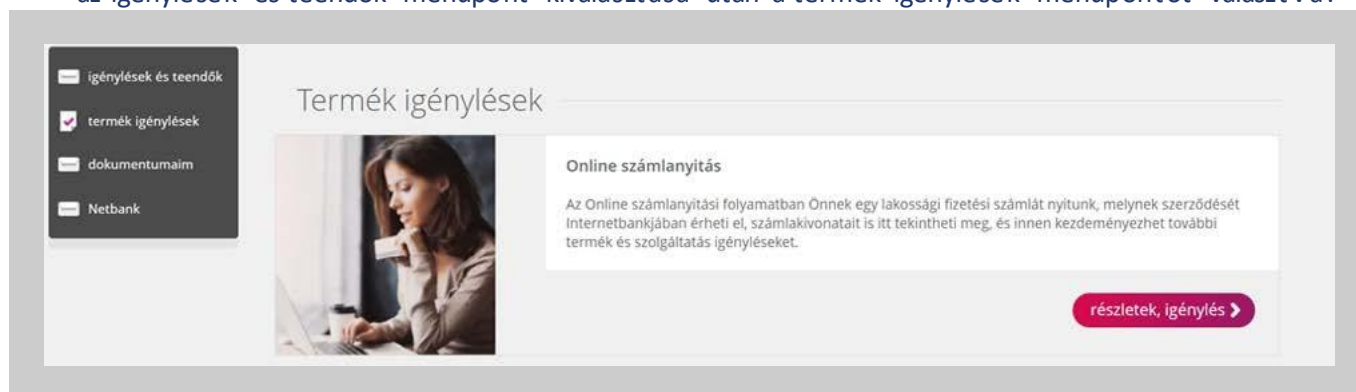 az igénylések és teendők menüpont kiválasztása után a termék igénylések menüpontot választva:
igénylések és teendők
termék igénylések
dokumentumaim
Netbank
Termék igénylések
Online számlanyitás
Az Online számlanyitási folyamatban Önnek egy lakossági fizetési számlát nyitunk, melynek szerződését
Internetbankjában érheti el, számlakivonatait is itt tekintheti meg, és innen kezdeményezhet további
termék és szolgáltatás igényléseket.
részletek, igénylés